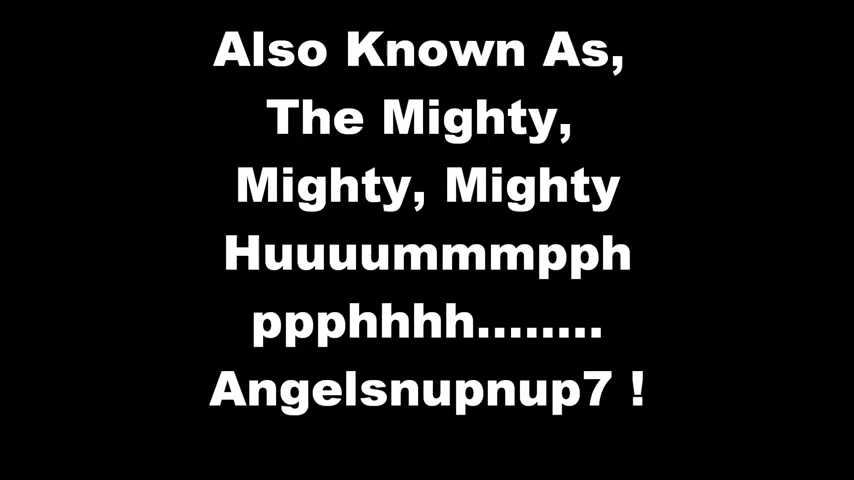 Also Known As,
The Mighty,
Mighty, Mighty
Huuuummmpph
ppphhhh........
Angelsnupnup7 !